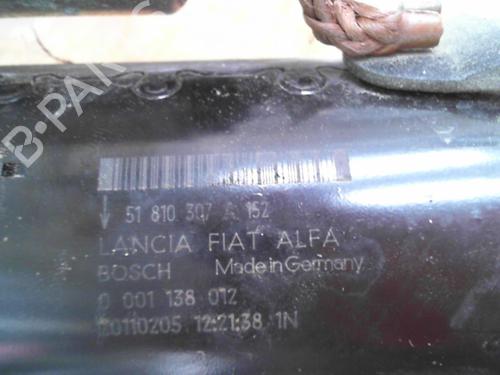 B-PARTS
51 810 307 A 152
LANCIA FIAT ALFA
BOSCH Made in Germany
0 001 138 012
20110205 12:21:38 1N